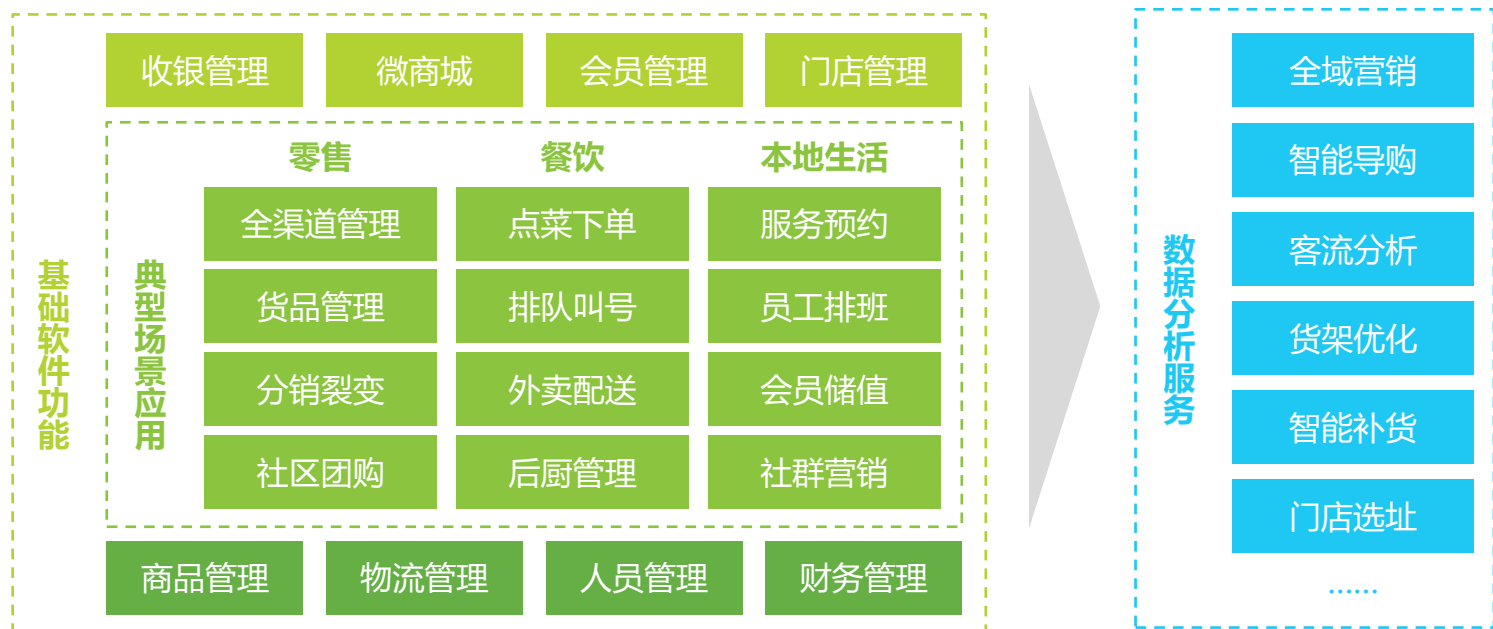 收银管理 微商城 会员管理 门店管理
基础软件功能
典型场景应用
零售 餐饮 本地生活
全渠道管理 点菜下单 服务预约
货品管理 排队叫号 员工排班
分销裂变 外卖配送 会员储值
社区团购 后厨管理 社群营销
商品管理 物流管理 人员管理 财务管理
数据分析服务
全域营销
智能导购
客流分析
货架优化
智能补货
门店选址
……